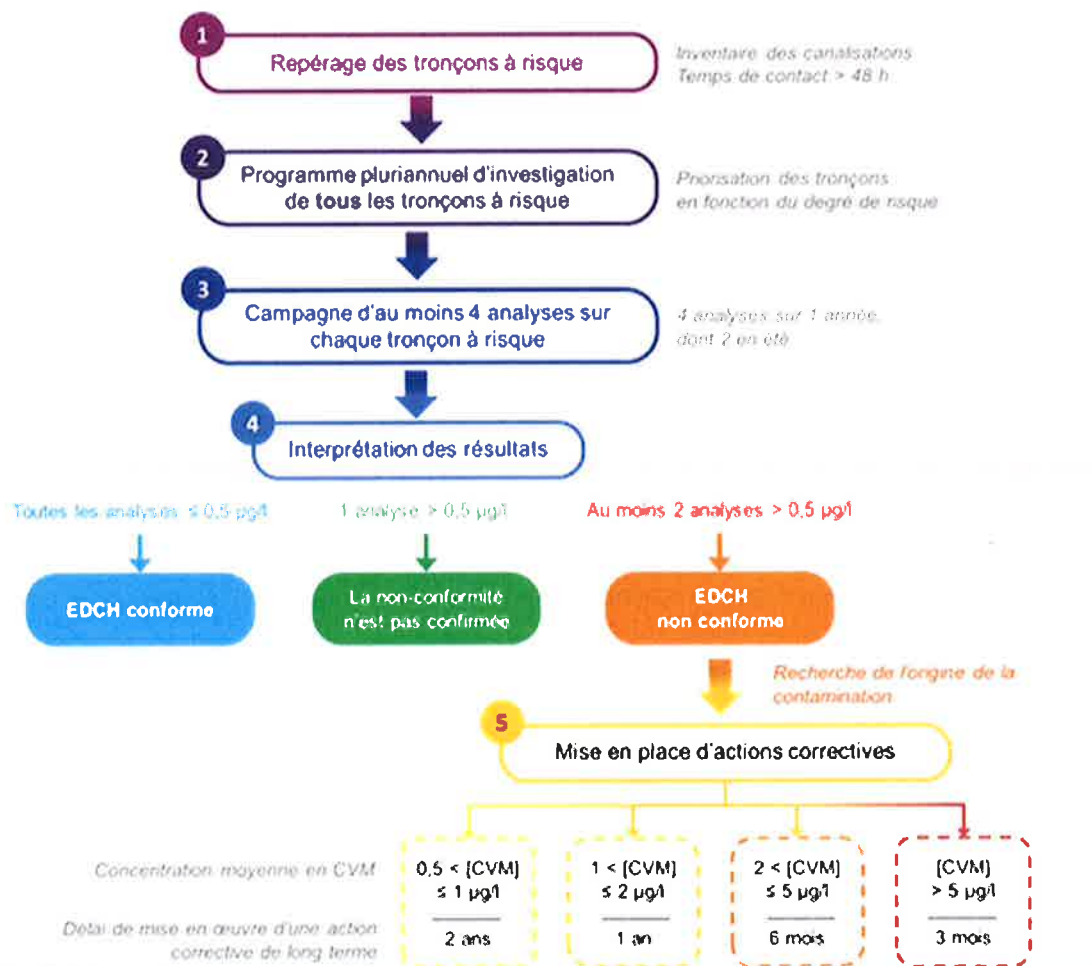 1
Repérage des tronçons à risque
Inventaire des canalisations
Temps de contact > 48 h
2
Programme pluriannuel d'investigation
de tous les tronçons à risque
Priorisation des tronçons
en fonction du degré de risque
3
Campagne d'au moins 4 analyses sur
chaque tronçon à risque
4 analyses sur 1 année,
dont 2 en été
4
Interprétation des résultats
Toutes les analyses ≤ 0,5 µg/l
1 analyse > 0,5 µg/l
Au moins 2 analyses > 0,5 µg/l
EDCH conforme
La non-conformité
n'est pas confirmée
EDCH
non conforme
Recherche de l'origine de la
contamination
5
Mise en place d'actions correctives
Concentration moyenne en CVM
0,5 < [CVM]
≤ 1 µg/l
1 < [CVM]
≤ 2 µg/l
2 < [CVM]
≤ 5 µg/l
[CVM]
> 5 µg/l
Délai de mise en œuvre d'une action
corrective de long terme
2 ans
1 an
6 mois
3 mois